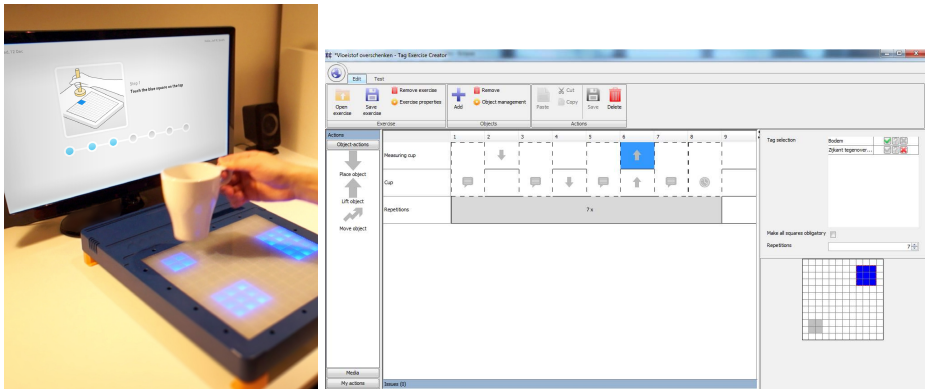 Step 1
Touch the blue square on the top
*Vloeistof overschenken - Tag Exercise Creator
Edit Test
Open exercise
Save exercise
Remove exercise
Exercise properties
Exercise
Add
Remove
Object management
Objects
Paste
Cut
Copy
Save
Delete
Actions
Actions
Object-actions
Place object
Lift object
Move object
Media
My actions
1 2 3 4 5 6 7 8 9
Measuring cup
Cup
Repetitions
7 x
Issues (0)
Tag selection
Bodem
Zijkant tegenover...
Make all squares obligatory
Repetitions 7